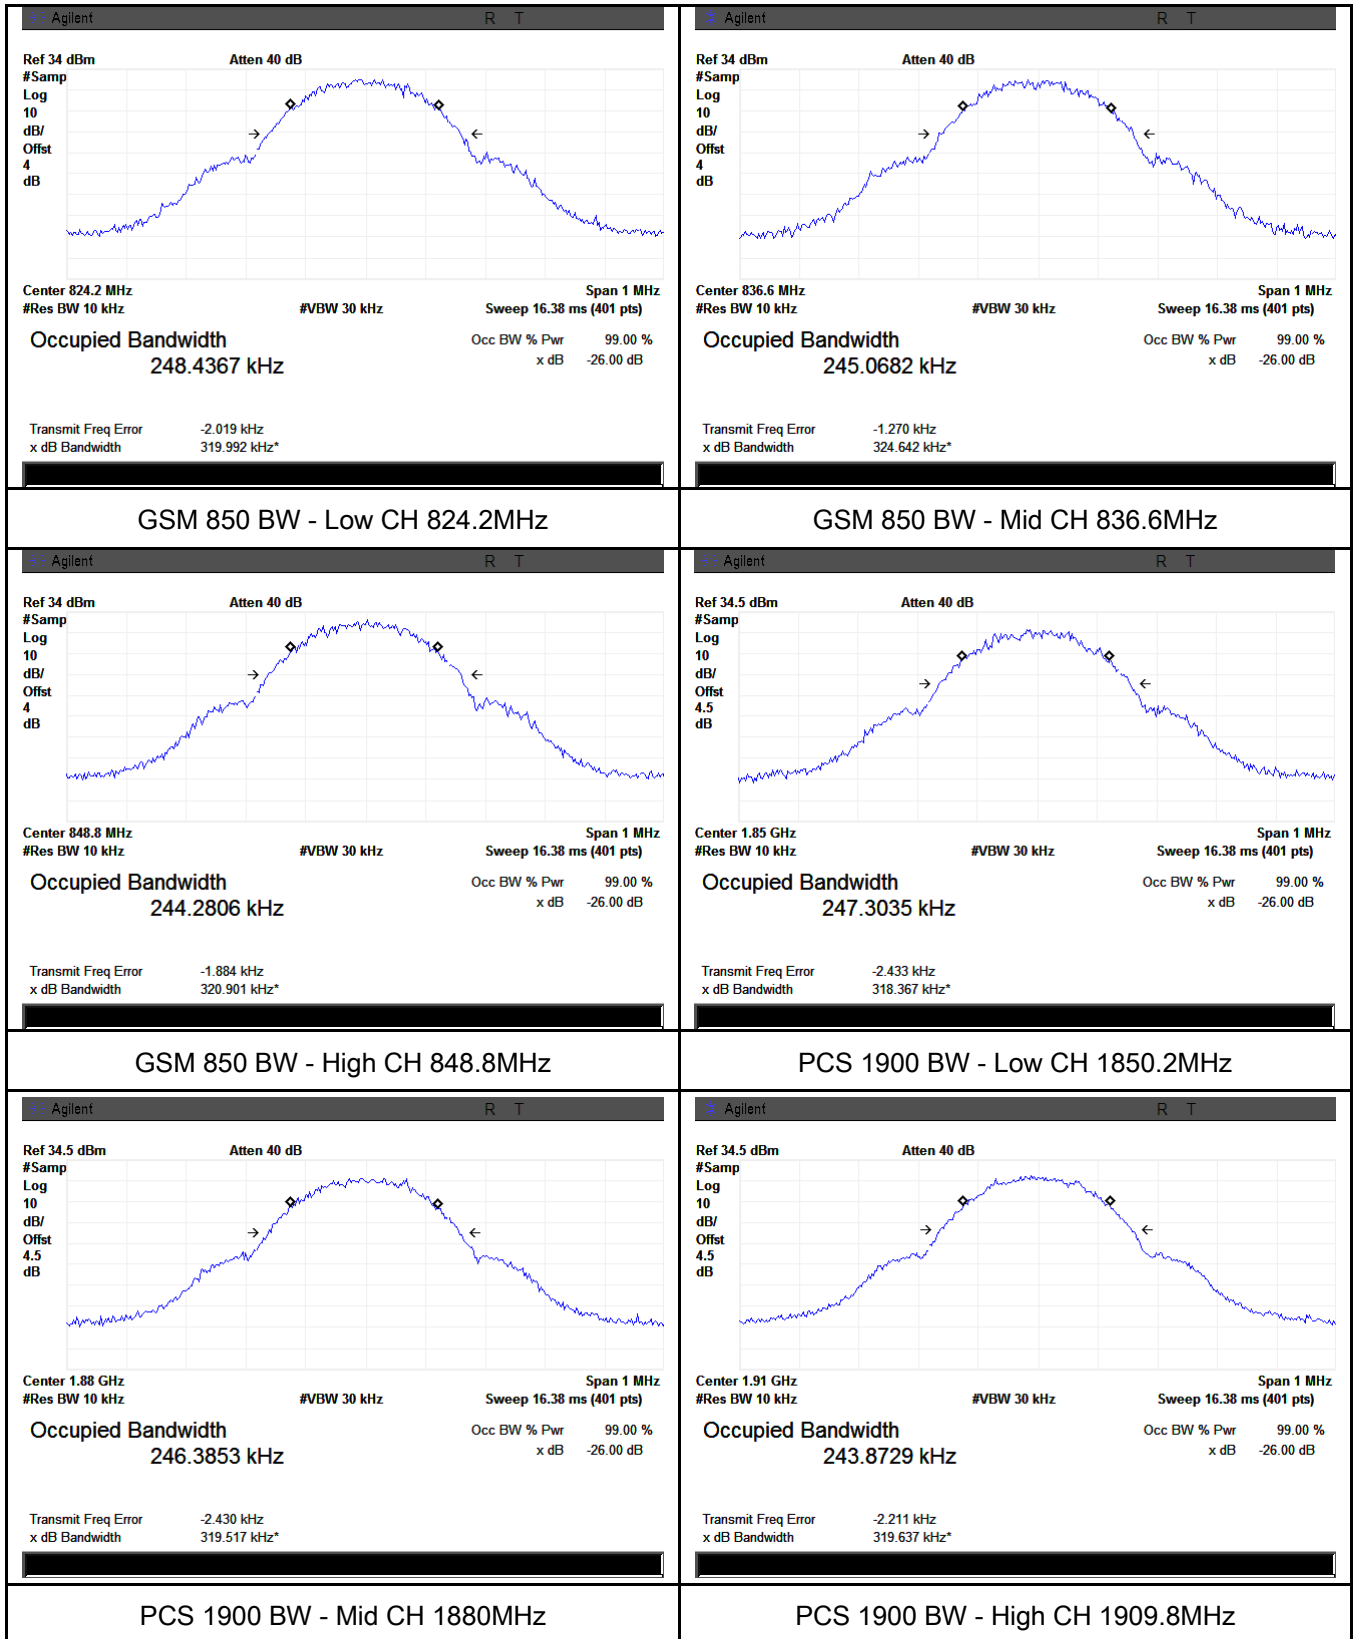 Agilent R T
Ref 34 dBm Atten 40 dB
#Samp
Log
10
dB/
Offst
4
dB
Center 824.2 MHz Span 1 MHz
#Res BW 10 kHz #VBW 30 kHz Sweep 16.38 ms (401 pts)
Occupied Bandwidth Occ BW % Pwr 99.00 %
248.4367 kHz x dB -26.00 dB
Transmit Freq Error -2.019 kHz
x dB Bandwidth 319.992 kHz*
GSM 850 BW - Low CH 824.2MHz
Agilent R T
Ref 34 dBm Atten 40 dB
#Samp
Log
10
dB/
Offst
4
dB
Center 836.6 MHz Span 1 MHz
#Res BW 10 kHz #VBW 30 kHz Sweep 16.38 ms (401 pts)
Occupied Bandwidth Occ BW % Pwr 99.00 %
245.0682 kHz x dB -26.00 dB
Transmit Freq Error -1.270 kHz
x dB Bandwidth 324.642 kHz*
GSM 850 BW - Mid CH 836.6MHz
Agilent R T
Ref 34 dBm Atten 40 dB
#Samp
Log
10
dB/
Offst
4
dB
Center 848.8 MHz Span 1 MHz
#Res BW 10 kHz #VBW 30 kHz Sweep 16.38 ms (401 pts)
Occupied Bandwidth Occ BW % Pwr 99.00 %
244.2806 kHz x dB -26.00 dB
Transmit Freq Error -1.884 kHz
x dB Bandwidth 320.901 kHz*
GSM 850 BW - High CH 848.8MHz
Agilent R T
Ref 34.5 dBm Atten 40 dB
#Samp
Log
10
dB/
Offst
4.5
dB
Center 1.85 GHz Span 1 MHz
#Res BW 10 kHz #VBW 30 kHz Sweep 16.38 ms (401 pts)
Occupied Bandwidth Occ BW % Pwr 99.00 %
247.3035 kHz x dB -26.00 dB
Transmit Freq Error -2.433 kHz
x dB Bandwidth 318.367 kHz*
PCS 1900 BW - Low CH 1850.2MHz
Agilent R T
Ref 34.5 dBm Atten 40 dB
#Samp
Log
10
dB/
Offst
4.5
dB
Center 1.88 GHz Span 1 MHz
#Res BW 10 kHz #VBW 30 kHz Sweep 16.38 ms (401 pts)
Occupied Bandwidth Occ BW % Pwr 99.00 %
246.3853 kHz x dB -26.00 dB
Transmit Freq Error -2.430 kHz
x dB Bandwidth 319.517 kHz*
PCS 1900 BW - Mid CH 1880MHz
Agilent R T
Ref 34.5 dBm Atten 40 dB
#Samp
Log
10
dB/
Offst
4.5
dB
Center 1.91 GHz Span 1 MHz
#Res BW 10 kHz #VBW 30 kHz Sweep 16.38 ms (401 pts)
Occupied Bandwidth Occ BW % Pwr 99.00 %
243.8729 kHz x dB -26.00 dB
Transmit Freq Error -2.211 kHz
x dB Bandwidth 319.637 kHz*
PCS 1900 BW - High CH 1909.8MHz